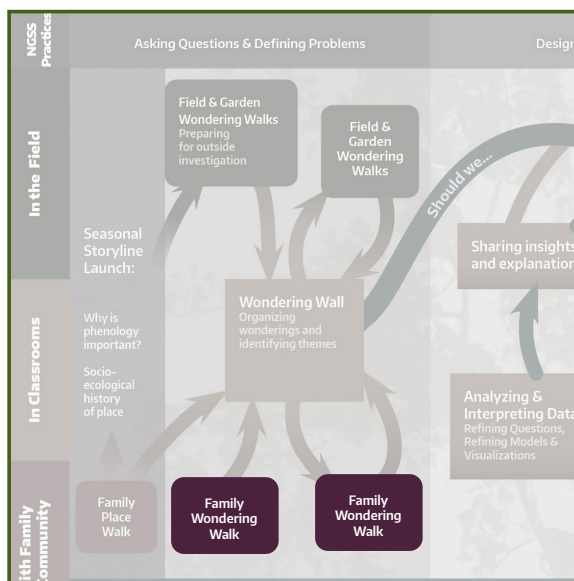 NGSS
Practices
Asking Questions & Defining Problems
Design
In the Field
Field & Garden
Wondering Walks
Preparing
for outside
investigation
Field &
Garden
Wondering
Walks
Should we...
Seasonal
Storyline
Launch:
Sharing insights
and explanation
In Classrooms
Why is
phenology
important?
Socio-
ecological
history
of place
Wondering Wall
Organizing
wonderings and
identifying themes
Analyzing &
Interpreting Data
Refining Questions,
Refining Models &
Visualizations
ith Family
ommunity
Family
Place
Walk
Family
Wondering
Walk
Family
Wondering
Walk